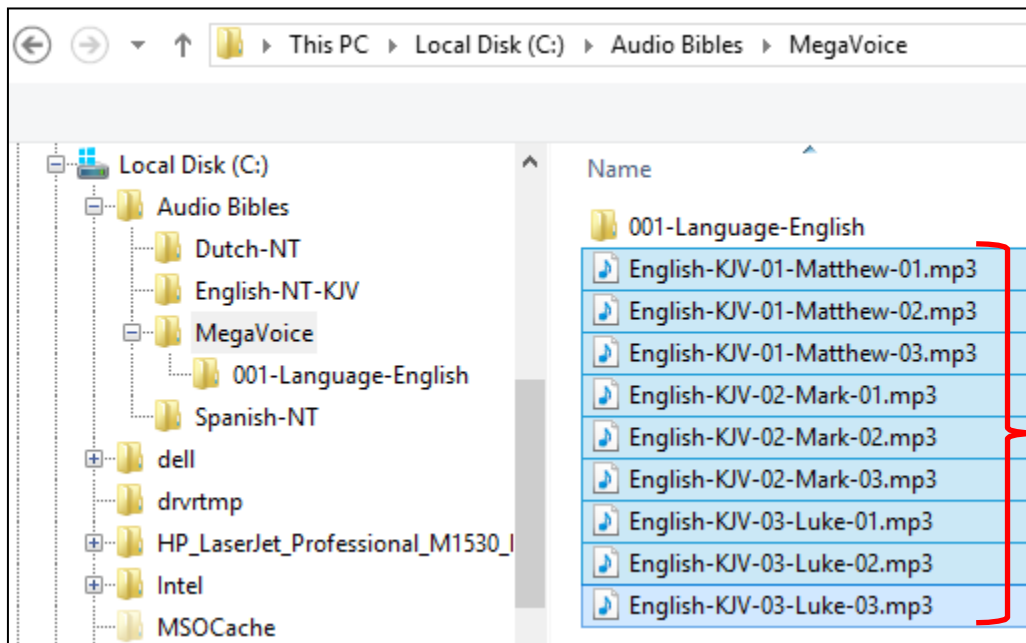 This PC Local Disk (C:) Audio Bibles MegaVoice
Local Disk (C:)
Audio Bibles
Dutch-NT
English-NT-KJV
MegaVoice
001-Language-English
Spanish-NT
dell
drvrtmp
HP_LaserJet_Professional_M1530_
Intel
MSOCache
Name
001-Language-English
English-KJV-01-Matthew-01.mp3
English-KJV-01-Matthew-02.mp3
English-KJV-01-Matthew-03.mp3
English-KJV-02-Mark-01.mp3
English-KJV-02-Mark-02.mp3
English-KJV-02-Mark-03.mp3
English-KJV-03-Luke-01.mp3
English-KJV-03-Luke-02.mp3
English-KJV-03-Luke-03.mp3